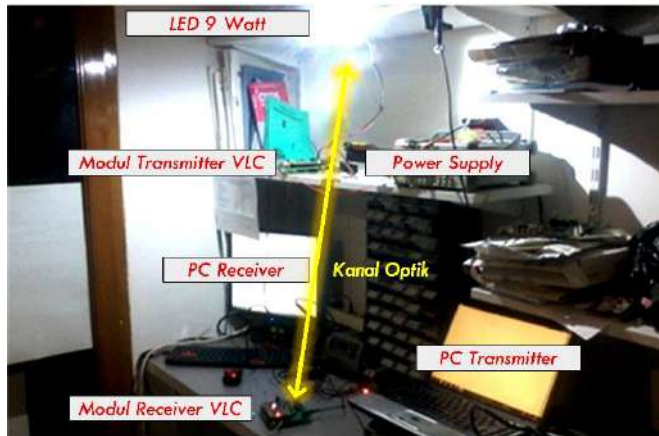 LED 9 Watt
Modul Transmitter VLC
Power Supply
PC Receiver
Kanal Optik
PC Transmitter
Modul Receiver VLC